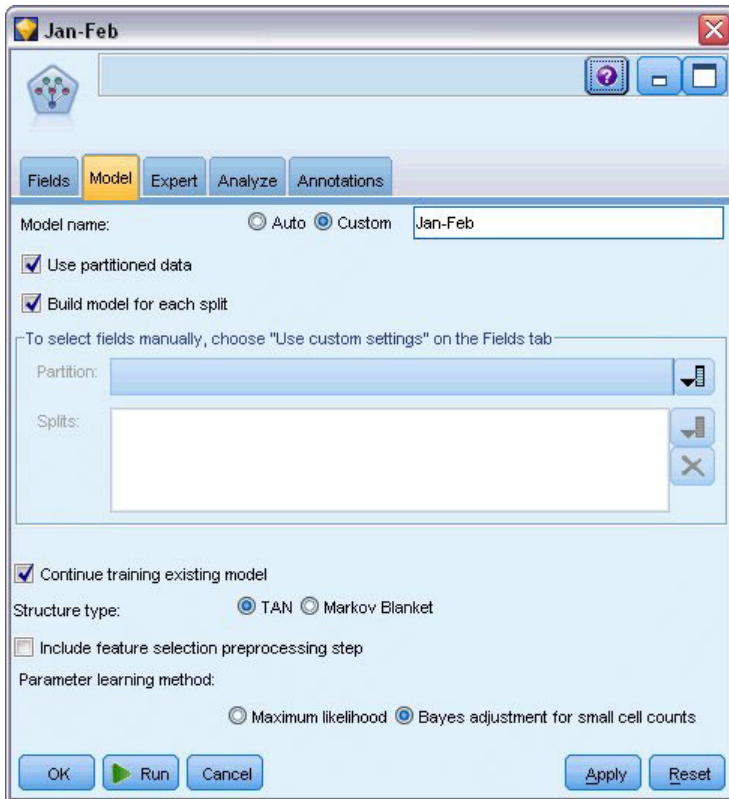 Jan-Feb
Fields Model Expert Analyze Annotations
Model name: Auto Custom Jan-Feb
Use partitioned data
Build model for each split
To select fields manually, choose "Use custom settings" on the Fields tab
Partition:
Splits:
Continue training existing model
Structure type: TAN Markov Blanket
Include feature selection preprocessing step
Parameter learning method:
Maximum likelihood Bayes adjustment for small cell counts
OK Run Cancel Apply Reset